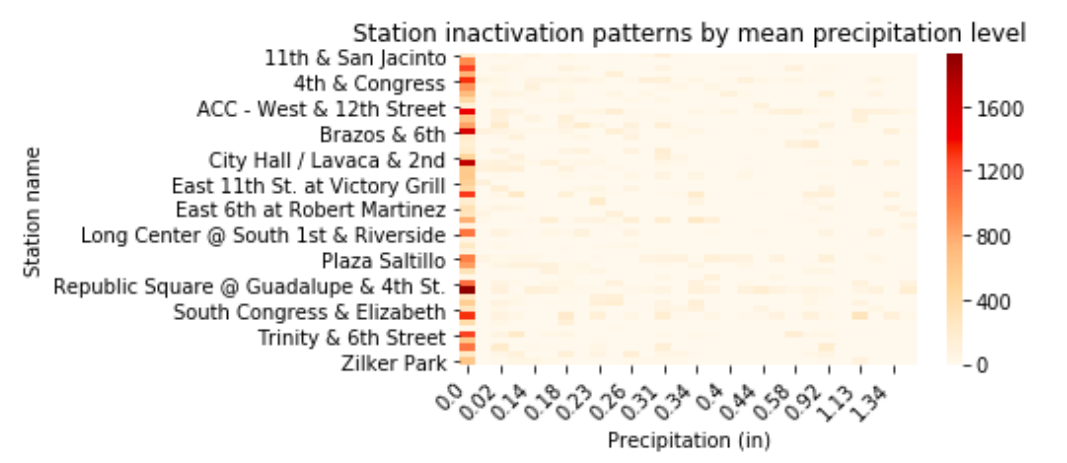 Station inactivation patterns by mean precipitation level
Station name
11th & San Jacinto
4th & Congress
ACC - West & 12th Street
Brazos & 6th
City Hall / Lavaca & 2nd
East 11th St. at Victory Grill
East 6th at Robert Martinez
Long Center @ South 1st & Riverside
Plaza Saltillo
Republic Square @ Guadalupe & 4th St.
South Congress & Elizabeth
Trinity & 6th Street
Zilker Park
1600
1200
800
400
0
0.0 0.02 0.14 0.18 0.23 0.26 0.31 0.34 0.4 0.44 0.58 0.92 1.13 1.34
Precipitation (in)